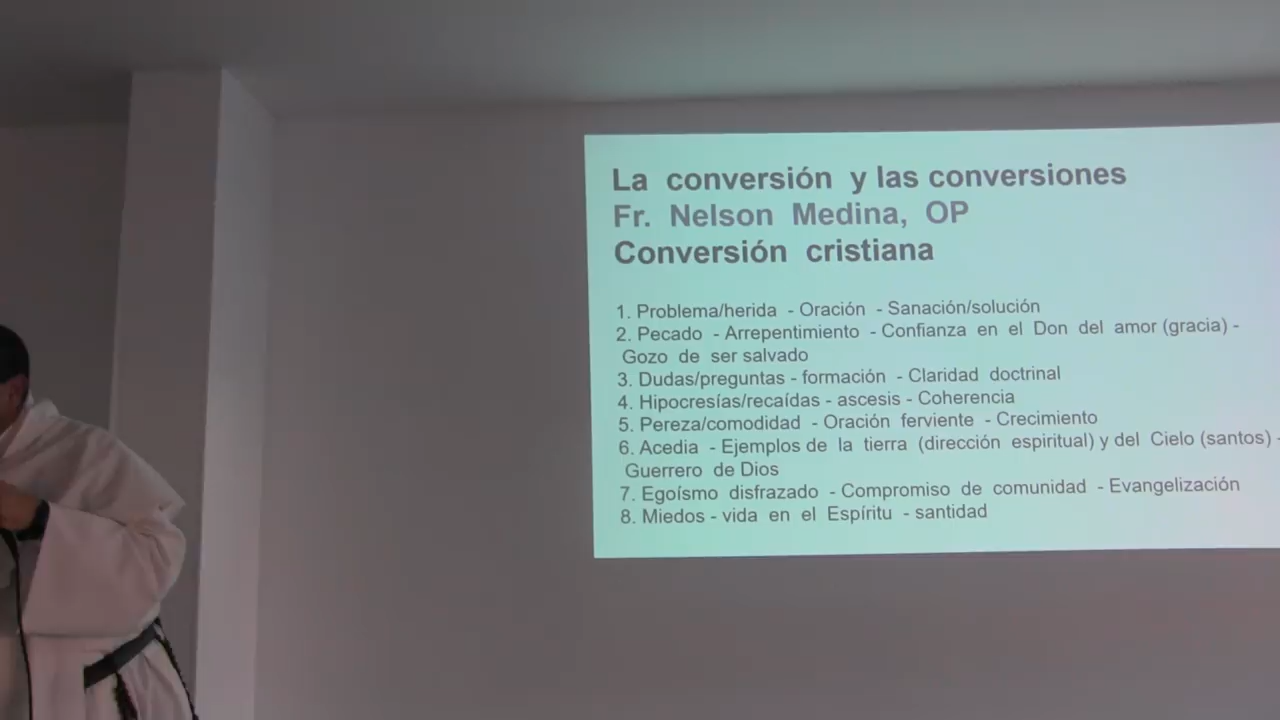 La conversión y las conversiones
Fr. Nelson Medina, OP
Conversión cristiana
1. Problema/herida - Oración - Sanación/solución
2. Pecado - Arrepentimiento - Confianza en el Don del amor (gracia) -
Gozo de ser salvado
3. Dudas/preguntas - formación - Claridad doctrinal
4. Hipocresías/recaídas - ascesis - Coherencia
5. Pereza/comodidad - Oración ferviente - Crecimiento
6. Acedia - Ejemplos de la tierra (dirección espiritual) y del Cielo (santos) -
Guerrero de Dios
7. Egoísmo disfrazado - Compromiso de comunidad - Evangelización
8. Miedos - vida en el Espíritu - santidad